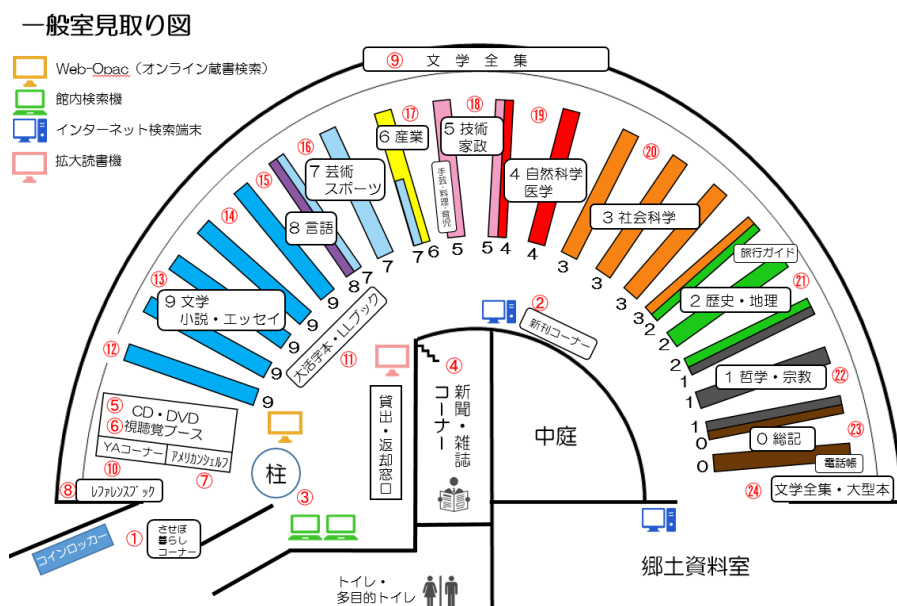 一般室見取り図
Web-Opac（オンライン蔵書検索）
館内検索機
インターネット検索端末
拡大読書機
⑨ 文学全集
⑰
⑱
⑲
6 産業
5 技術
家政
⑯
7 芸術
スポーツ
手芸・料理・育児
4 自然科学
医学
⑳
⑮
8 言語
3 社会科学
⑭
旅行ガイド
7
7
8
7
6
5
5
4
4
3
3
3
3
2
㉑
2 歴史・地理
⑬
9 文学
小説・エッセイ
9
9
9
9
9
2
2
1
大活字本・LLブック
⑪
②
新刊コーナー
④
新聞・雑誌
コーナー
⑫
1 哲学・宗教
㉒
1
1
0
0
貸出・返却窓口
中庭
⑤ CD・DVD
⑥ 視聴覚ブース
YAコーナー
アメリカンシェルフ
⑩
⑦
柱
0 総記
㉓
電話帳
⑧ レファレンスブック
㉔ 文学全集・大型本
③
①
させぼ
暮らし
コーナー
コインロッカー
郷土資料室
トイレ・
多目的トイレ